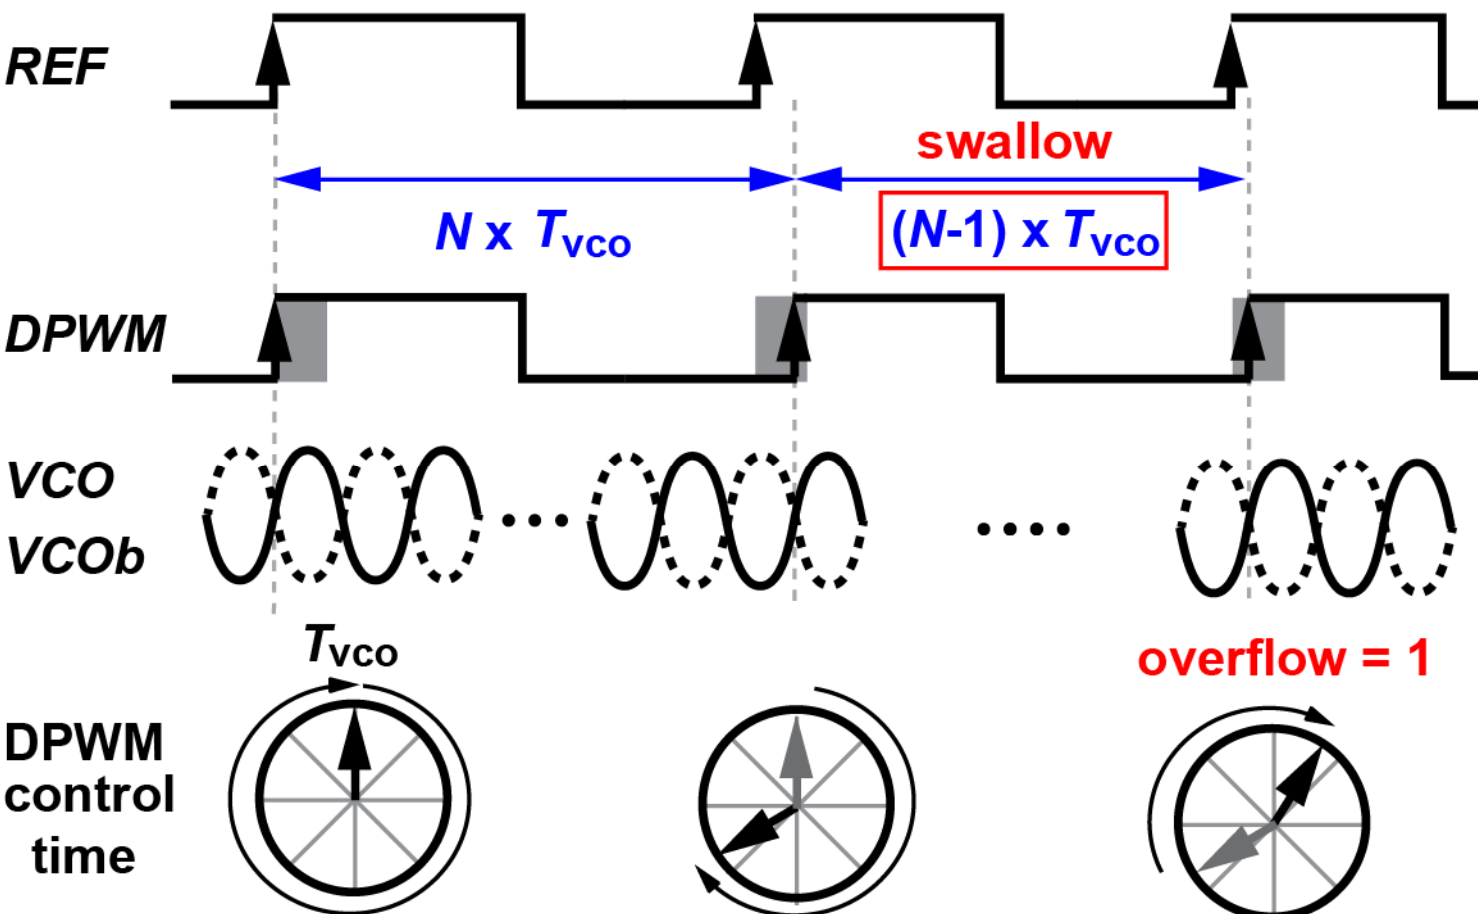 REF
swallow
N x Tvco
(N-1) x Tvco
DPWM
VCO
VCOb
Tvco
overflow = 1
DPWM
control
time